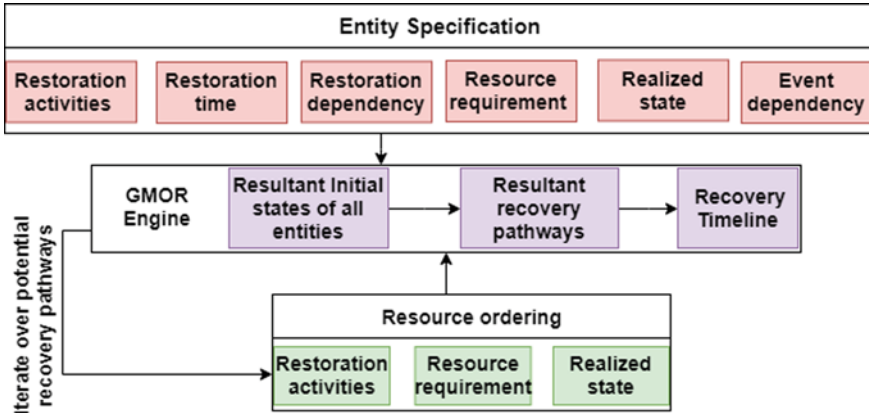 Entity Specification
Restoration
activities
Restoration
time
Restoration
dependency
Resource
requirement
Realized
state
Event
dependency
GMOR
Engine
Resultant Initial
states of all
entities
Resultant
recovery
pathways
Recovery
Timeline
Iterate over potential
recovery pathways
Resource ordering
Restoration
activities
Resource
requirement
Realized
state